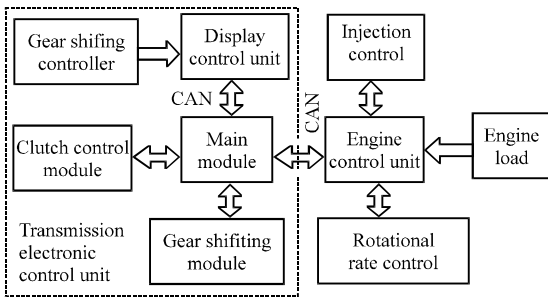 Gear shifing
controller
Display
control unit
Injection
control
CAN
CAN
Clutch control
module
Main
module
Engine
control unit
Engine
load
Transmission
electronic
control unit
Gear shifiting
module
Rotational
rate control